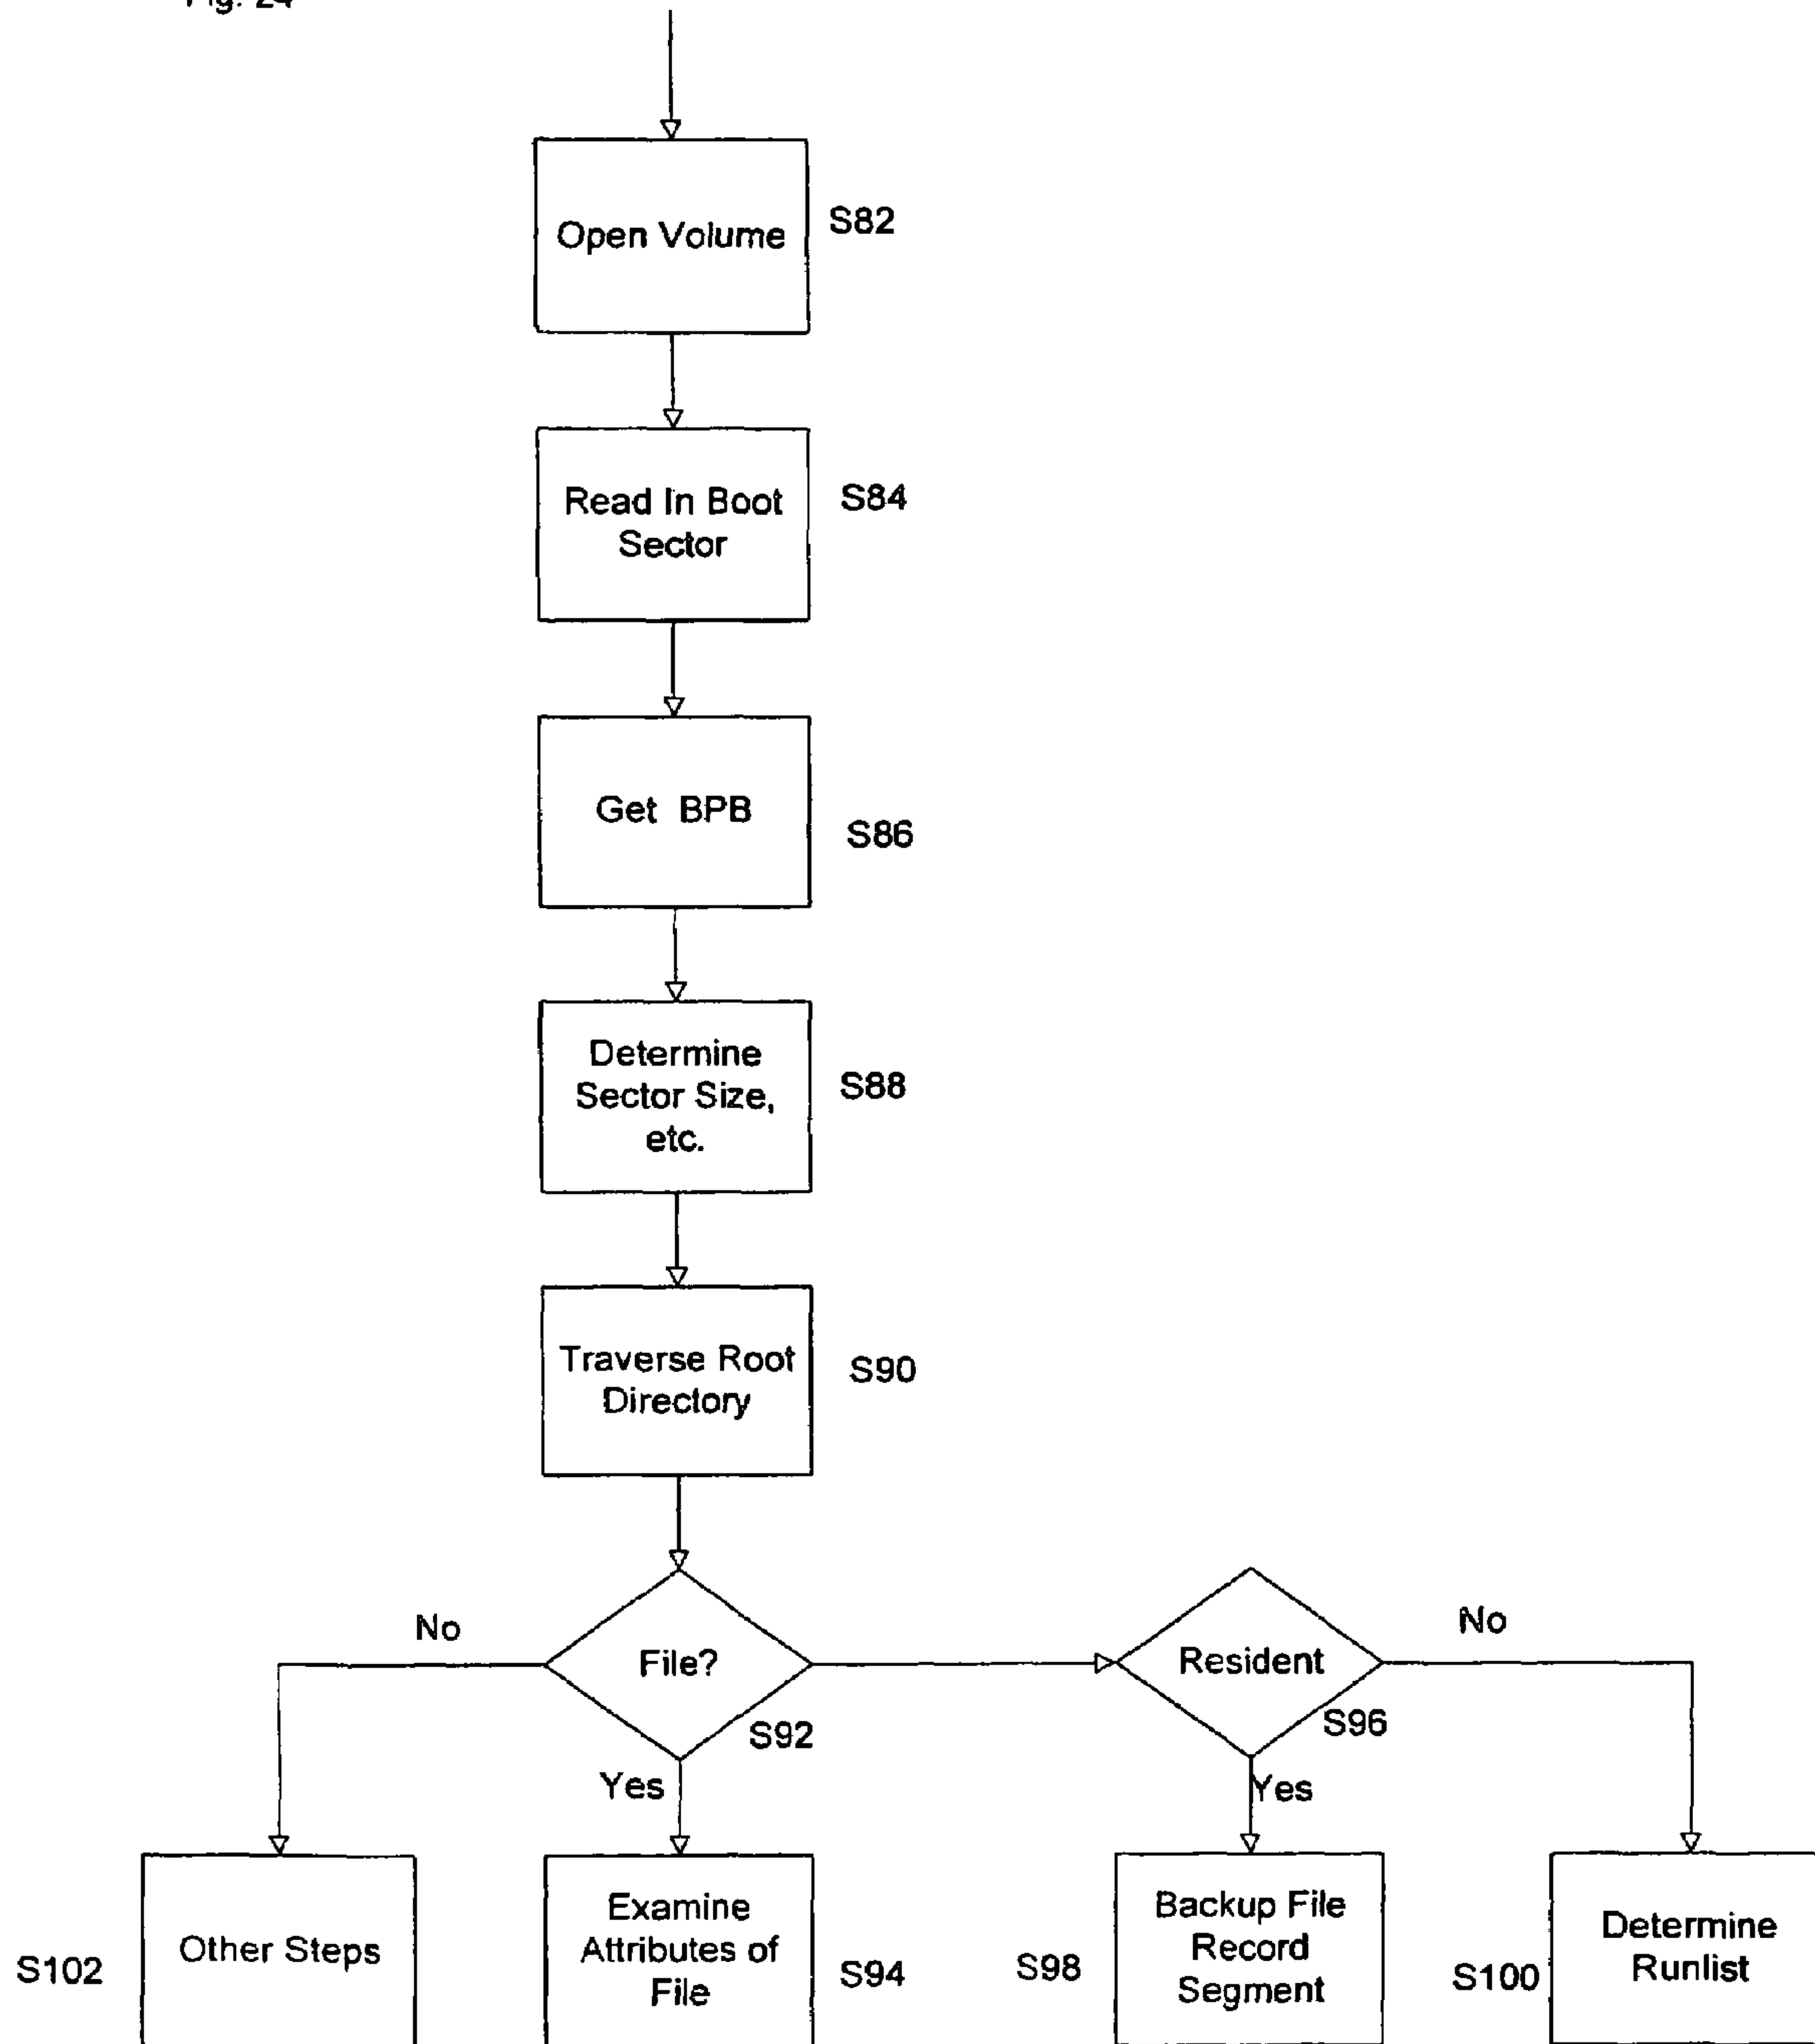 Fig. 24
Open Volume
S82
Read In Boot
Sector
S84
Get BPB
S86
Determine
Sector Size,
etc.
S88
Traverse Root
Directory
S90
No
File?
S92
Yes
Resident
S96
No
Yes
Other Steps
S102
Examine
Attributes of
File
S94
Backup File
Record
Segment
S98
Determine
Runlist
S100